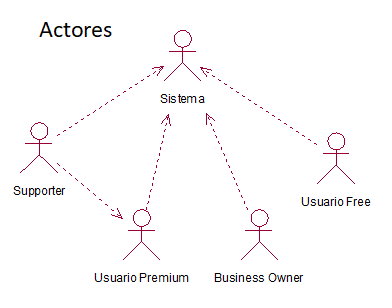 Actores
Sistema
Supporter
Usuario Free
Usuario Premium
Business Owner